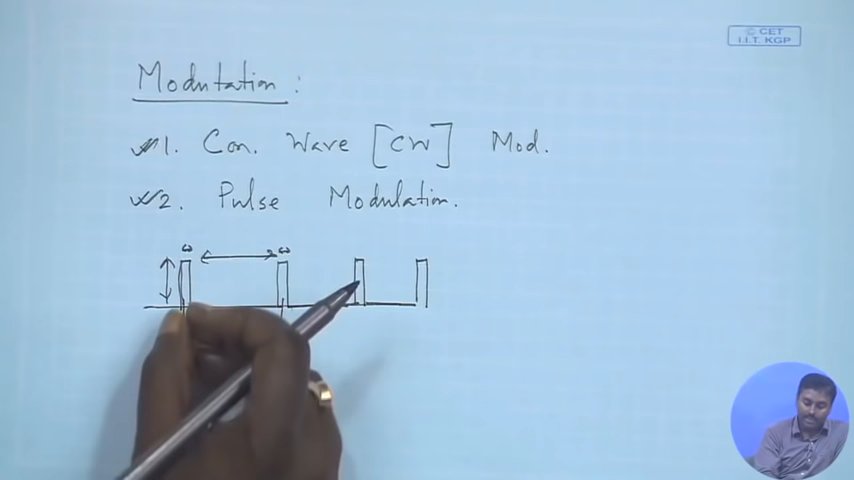 © CET
I.I.T. KGP
Modulation :
1. Con. Wave [CW] Mod.
2. Pulse Modulation.
ω ω